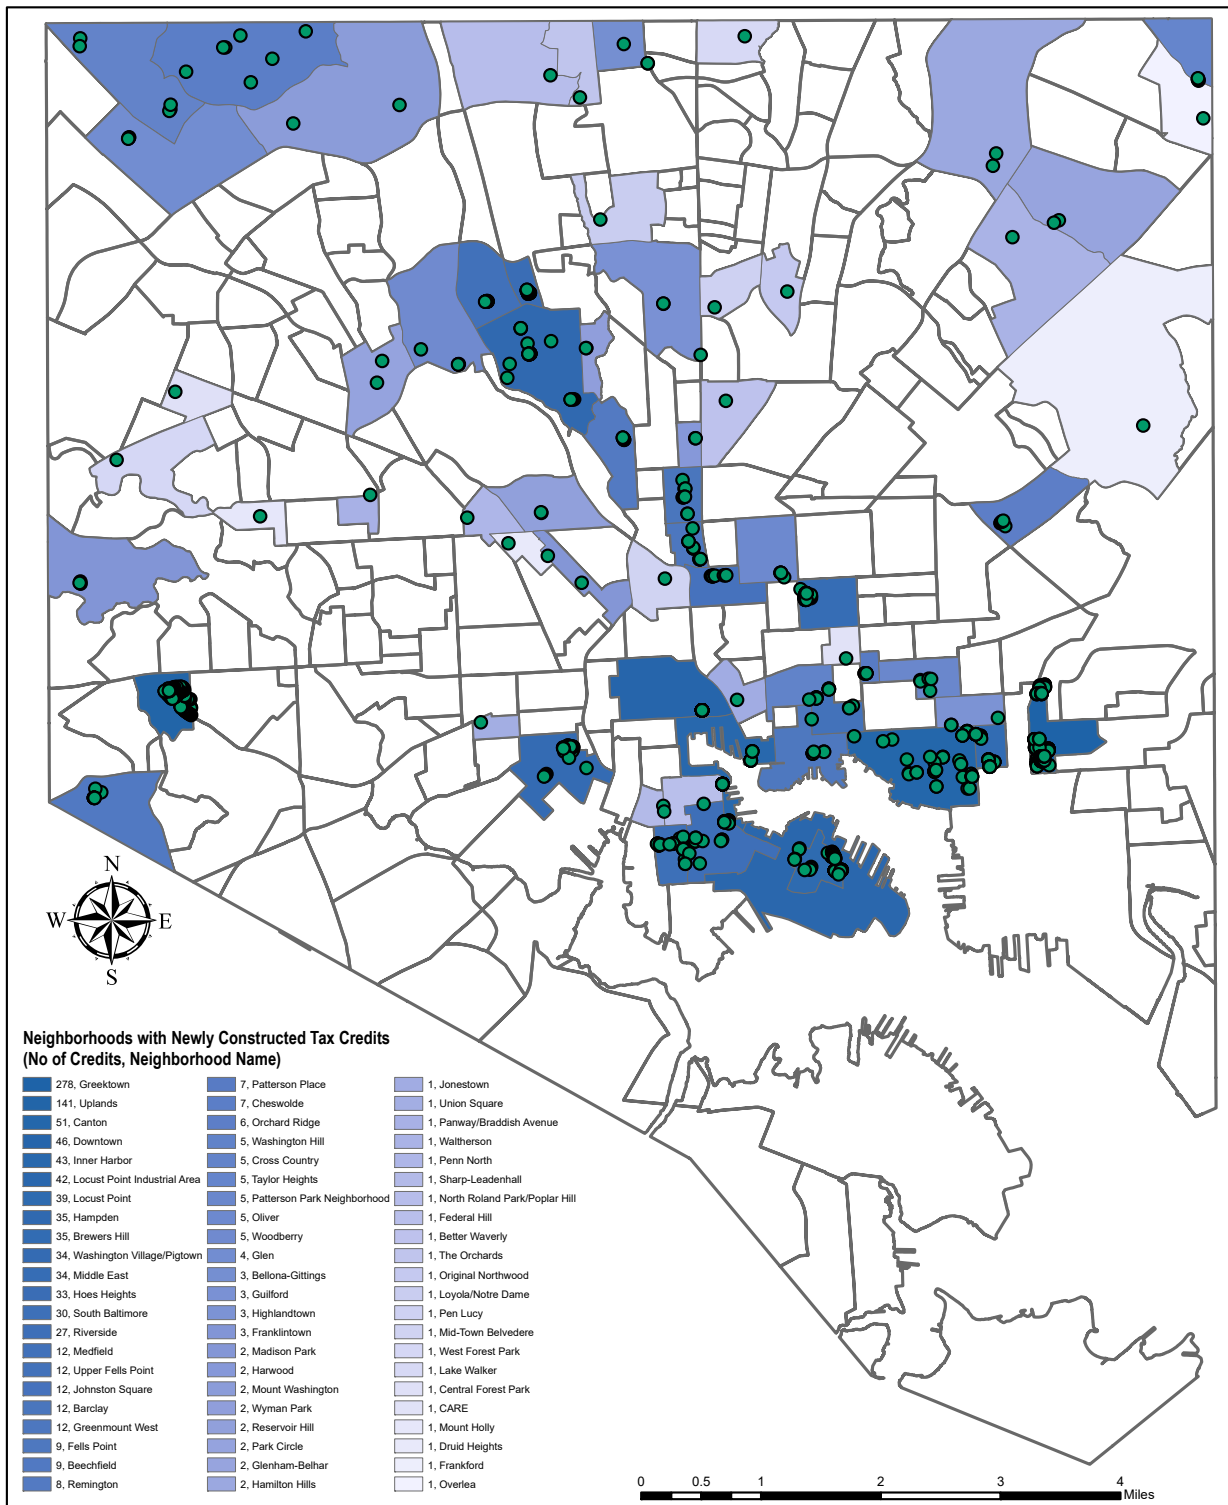 N
W
E
S
Neighborhoods with Newly Constructed Tax Credits
(No of Credits, Neighborhood Name)
278, Greektown
141, Uplands
51, Canton
46, Downtown
43, Inner Harbor
42, Locust Point Industrial Area
39, Locust Point
35, Hampden
35, Brewers Hill
34, Washington Village/Pigtown
34, Middle East
33, Hoes Heights
30, South Baltimore
27, Riverside
12, Medfield
12, Upper Fells Point
12, Johnston Square
12, Barclay
12, Greenmount West
9, Fells Point
9, Beechfield
8, Remington
7, Patterson Place
7, Cheswolde
6, Orchard Ridge
5, Washington Hill
5, Cross Country
5, Taylor Heights
5, Patterson Park Neighborhood
5, Oliver
5, Woodberry
4, Glen
3, Bellona-Gittings
3, Guilford
3, Highlandtown
3, Franklintown
2, Madison Park
2, Harwood
2, Mount Washington
2, Wyman Park
2, Reservoir Hill
2, Park Circle
2, Glenham-Belhar
2, Hamilton Hills
1, Jonestown
1, Union Square
1, Panway/Braddish Avenue
1, Waltherson
1, Penn North
1, Sharp-Leadenhall
1, North Roland Park/Poplar Hill
1, Federal Hill
1, Better Waverly
1, The Orchards
1, Original Northwood
1, Loyola/Notre Dame
1, Pen Lucy
1, Mid-Town Belvedere
1, West Forest Park
1, Lake Walker
1, Central Forest Park
1, CARE
1, Mount Holly
1, Druid Heights
1, Frankford
1, Overlea
0 0.5 1 2 3 4
Miles